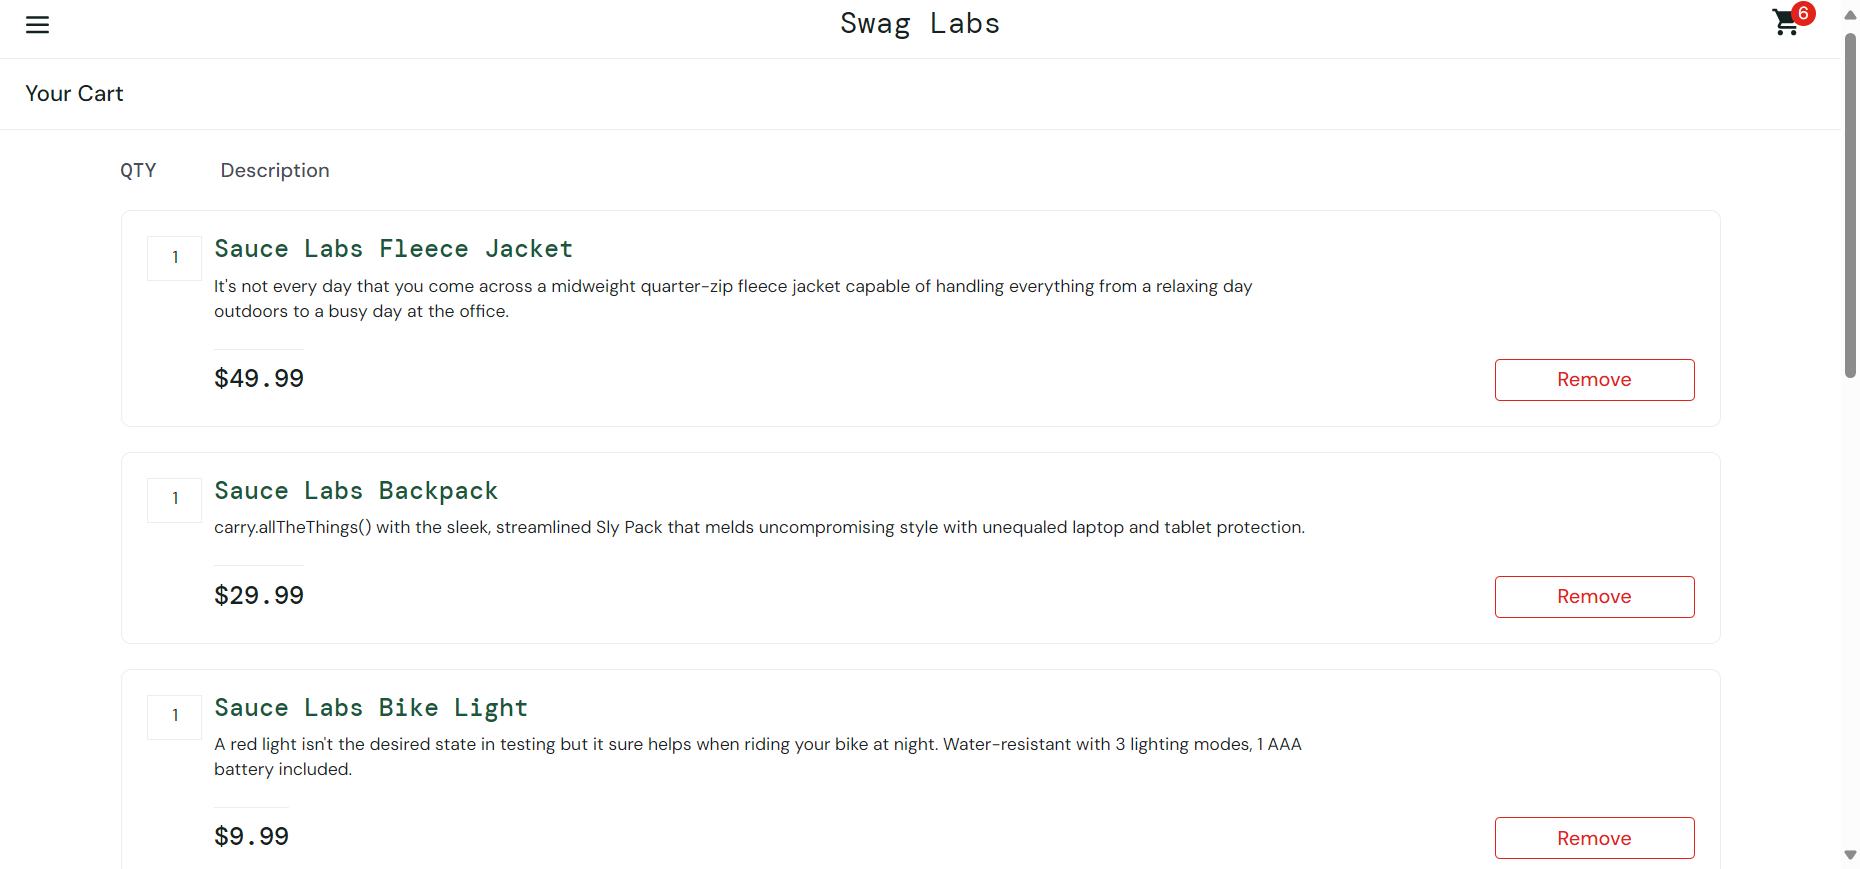 Swag Labs
6
Your Cart
QTY Description
1
Sauce Labs Fleece Jacket
It's not every day that you come across a midweight quarter-zip fleece jacket capable of handling everything from a relaxing day
outdoors to a busy day at the office.
$49.99
Remove
1
Sauce Labs Backpack
carry.allTheThings() with the sleek, streamlined Sly Pack that melds uncompromising style with unequaled laptop and tablet protection.
$29.99
Remove
1
Sauce Labs Bike Light
A red light isn't the desired state in testing but it sure helps when riding your bike at night. Water-resistant with 3 lighting modes, 1 AAA
battery included.
$9.99
Remove